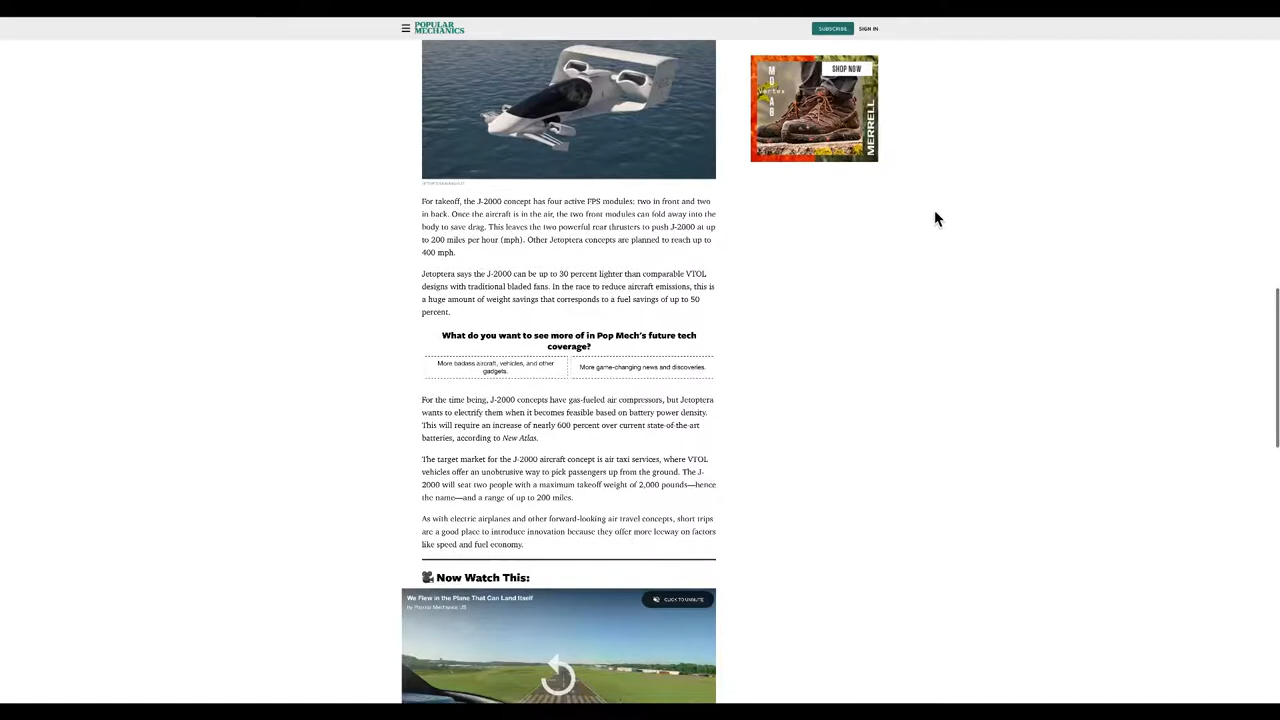 POPULAR
MECHANICS
SUBSCRIBE
SIGN IN
SHOP NOW
MOAB
Vertex
MERRELL
For takeoff, the J-2000 concept has four active FPS modules: two in front and two
in back. Once the aircraft is in the air, the two front modules can fold away into the
body to save drag. This leaves the two powerful rear thrusters to push J-2000 at up
to 200 miles per hour (mph). Other Jetoptera concepts are planned to reach up to
400 mph.
Jetoptera says the J-2000 can be up to 30 percent lighter than comparable VTOL
designs with traditional bladed fans. In the race to reduce aircraft emissions, this is
a huge amount of weight savings that corresponds to a fuel savings of up to 50
percent.
What do you want to see more of in Pop Mech's future tech
coverage?
More badass aircraft, vehicles, and other
gadgets.
More game-changing news and discoveries.
For the time being, J-2000 concepts have gas-fueled air compressors, but Jetoptera
wants to electrify them when it becomes feasible based on battery power density.
This will require an increase of nearly 600 percent over current state-of-the-art
batteries, according to New Atlas.
The target market for the J-2000 aircraft concept is air taxi services, where VTOL
vehicles offer an unobtrusive way to pick passengers up from the ground. The J-
2000 will seat two people with a maximum takeoff weight of 2,000 pounds—hence
the name—and a range of up to 200 miles.
As with electric airplanes and other forward-looking air travel concepts, short trips
are a good place to introduce innovation because they offer more leeway on factors
like speed and fuel economy.
Now Watch This:
We Flew in the Plane That Can Land Itself
by Popular Mechanics US
CLICK TO UNMUTE